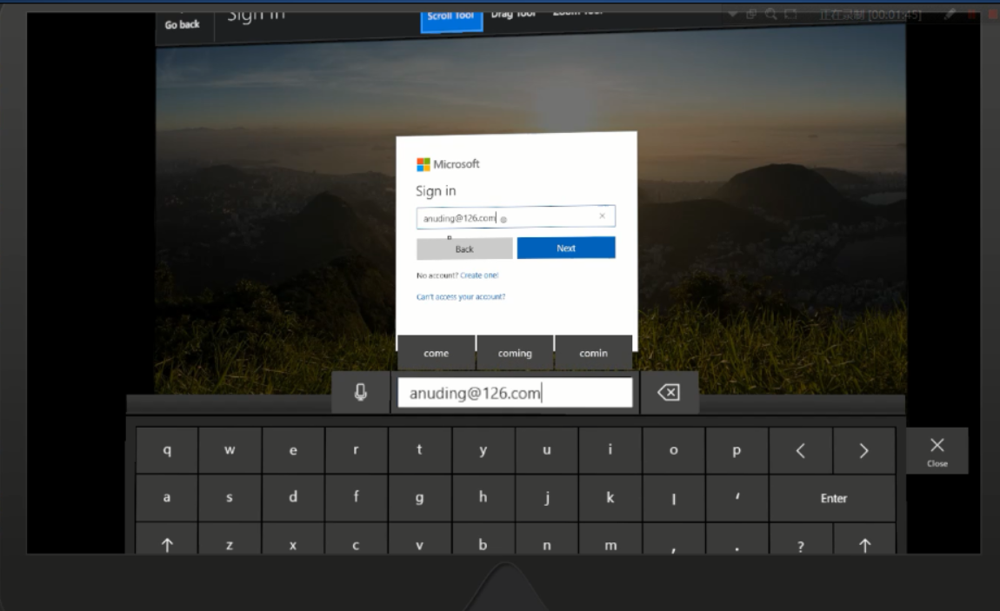 Go back
Sign in
Scroll Tool
Drag Tool
Zoom Tool
正在录制 [00:01:45]
Microsoft
Sign in
anuding@126.com
Back
Next
No account? Create one!
Can't access your account?
come
coming
comin
anuding@126.com
q w e r t y u i o p < >
Close
a s d f g h j k l ' Enter
↑ z x c v b n m , . ? ↑